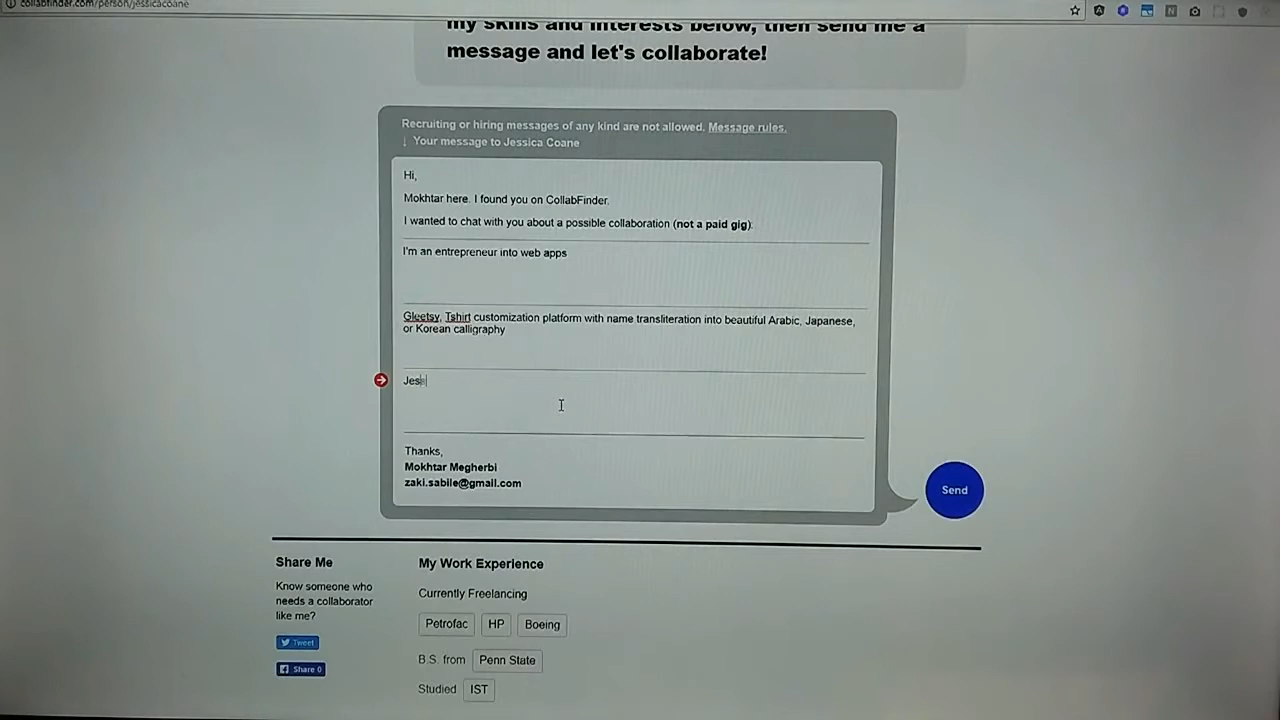 collabfinder.com/person/jessicacoane
my skills and interests below, then send me a
message and let's collaborate!
Recruiting or hiring messages of any kind are not allowed. Message rules.
↓ Your message to Jessica Coane
Hi,
Mokhtar here. I found you on CollabFinder.
I wanted to chat with you about a possible collaboration (not a paid gig):
I'm an entrepreneur into web apps
Gleetsy, Tshirt customization platform with name transliteration into beautiful Arabic, Japanese,
or Korean calligraphy
Jess
Thanks,
Mokhtar Megherbi
zaki.sabile@gmail.com
Send
Share Me
Know someone who
needs a collaborator
like me?
Tweet
Share 0
My Work Experience
Currently Freelancing
Petrofac HP Boeing
B.S. from Penn State
Studied IST